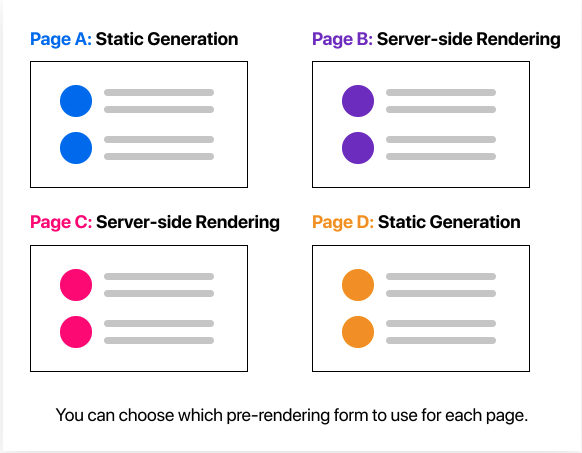 Page A: Static Generation
Page B: Server-side Rendering
Page C: Server-side Rendering
Page D: Static Generation
You can choose which pre-rendering form to use for each page.